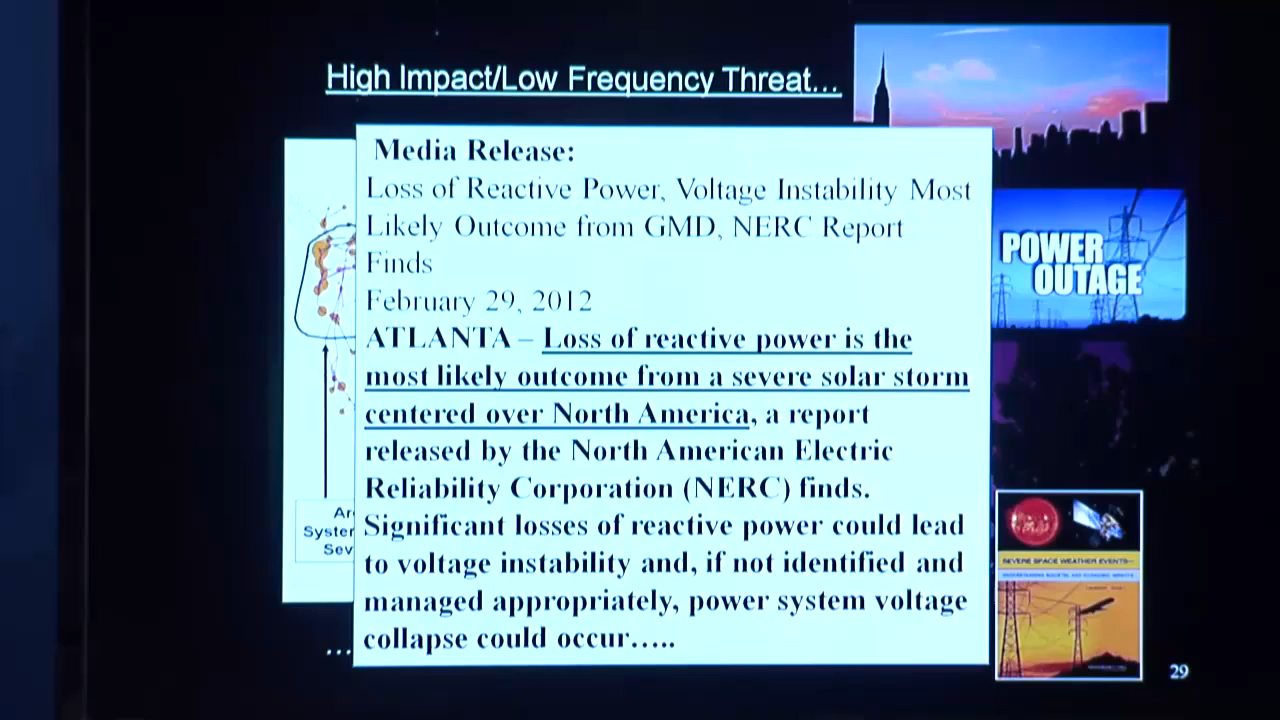 High Impact/Low Frequency Threat...
Media Release:
Loss of Reactive Power, Voltage Instability Most
Likely Outcome from GMD, NERC Report
Finds
February 29, 2012
ATLANTA – Loss of reactive power is the
most likely outcome from a severe solar storm
centered over North America, a report
released by the North American Electric
Reliability Corporation (NERC) finds.
Significant losses of reactive power could lead
to voltage instability and, if not identified and
managed appropriately, power system voltage
collapse could occur…..
POWER
OUTAGE
SEVERE SPACE WEATHER EVENTS—
...
29